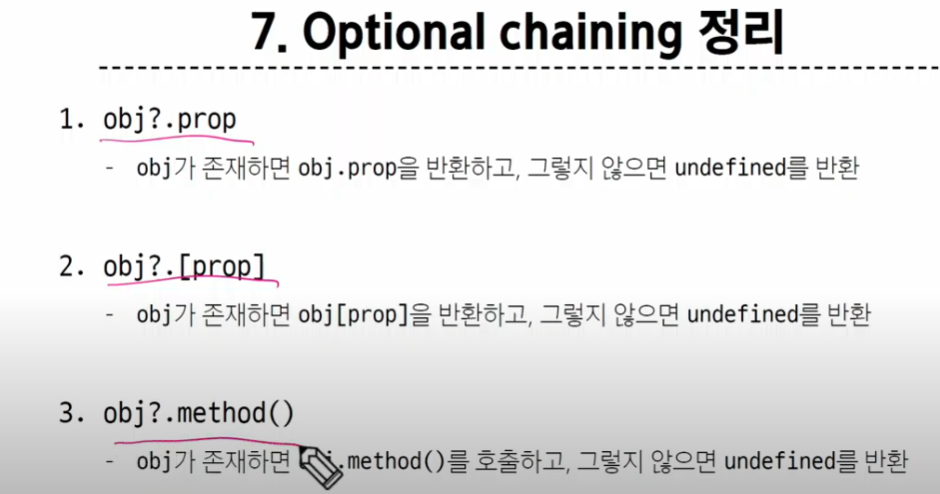 7. Optional chaining 정리
1. obj?.prop
- obj가 존재하면 obj.prop을 반환하고, 그렇지 않으면 undefined를 반환
2. obj?.[prop]
- obj가 존재하면 obj[prop]을 반환하고, 그렇지 않으면 undefined를 반환
3. obj?.method()
- obj가 존재하면 .method()를 호출하고, 그렇지 않으면 undefined를 반환